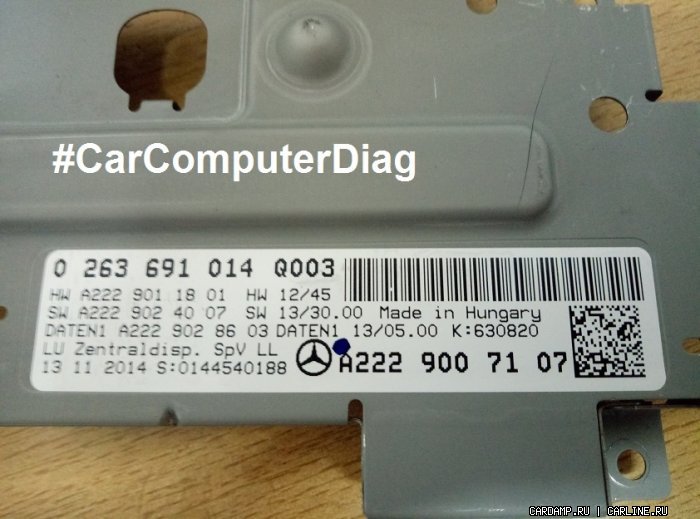 #CarComputerDiag
0 263 691 014 Q003
HW A222 901 18 01 HW 12/45
SW A222 902 40 07 SW 13/30.00 Made in Hungary
DATEN1 A222 902 86 03 DATEN1 13/05.00 K:630820
LU Zentraldisp. SpV LL
13 11 2014 S:0144540188
A222 900 71 07
CARDAMP.RU | CARLINE.RU